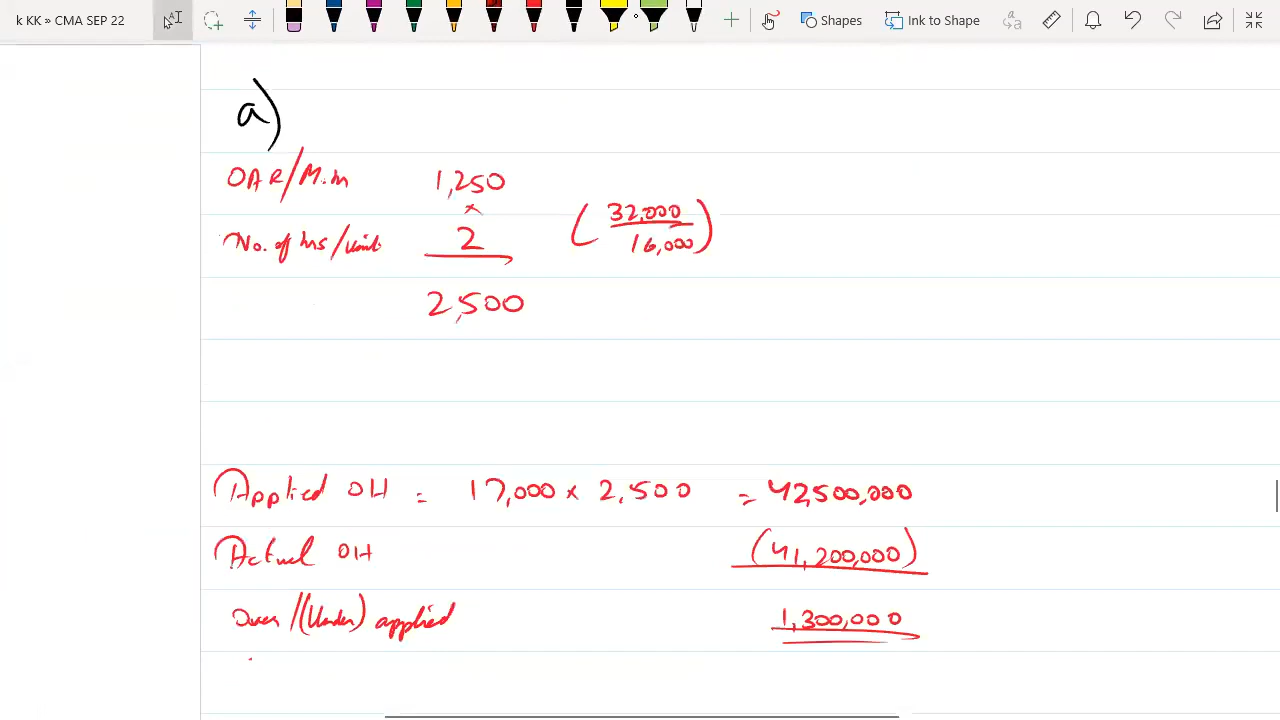 k KK » CMA SEP 22
Shapes
Ink to Shape
a)
OAR/M.m 1,250
×
No. of hrs/Unit 2 (32,000
16,000)
2,500
Applied OH = 17,000 × 2,500 = 42,500,000
Actual OH (41,200,000)
Over/(Under) applied 1,300,000